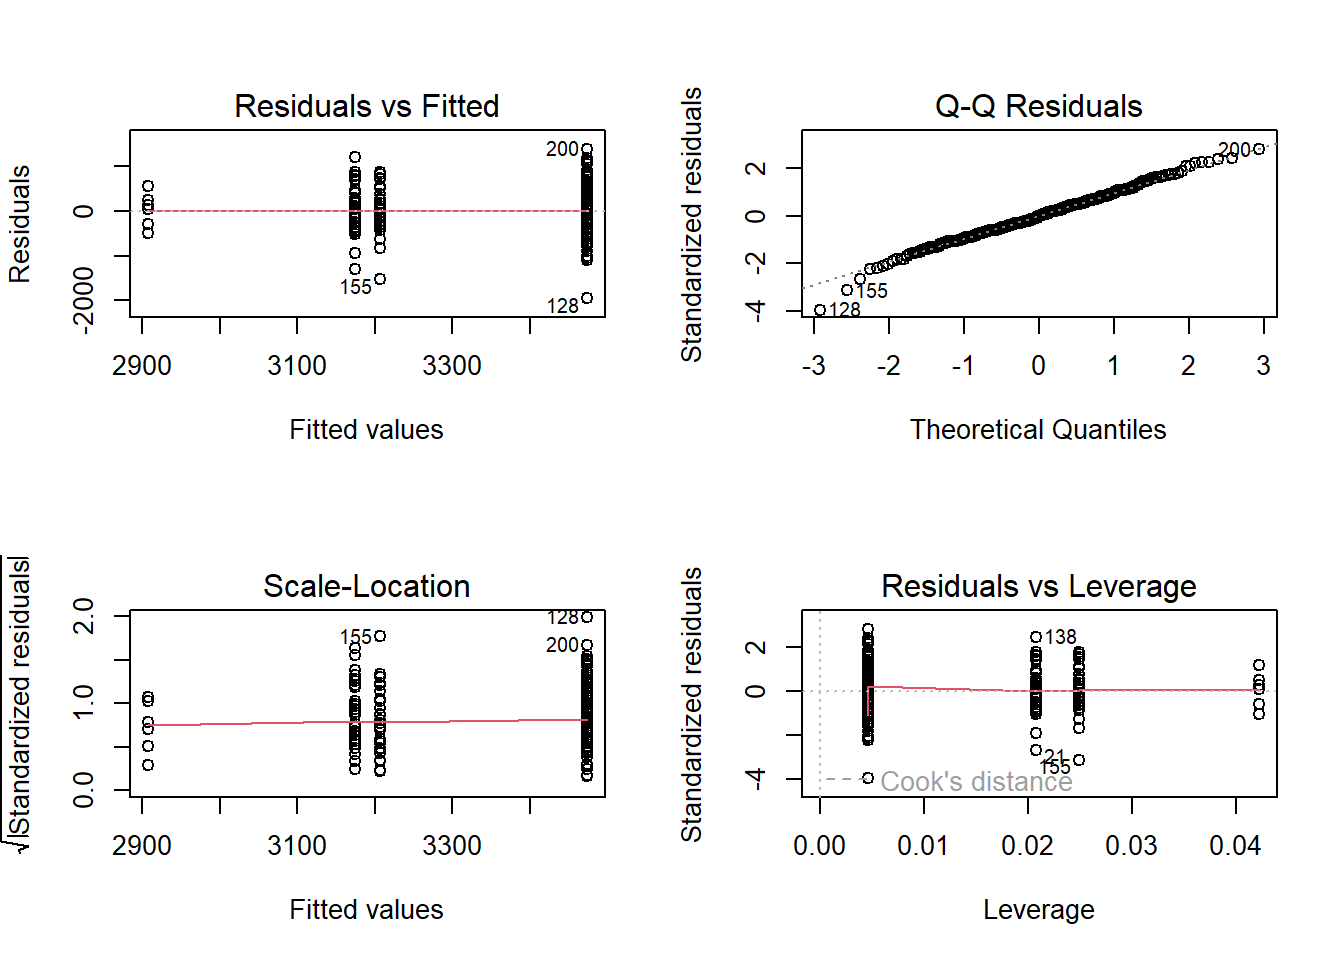 Residuals vs Fitted
Residuals
0
-2000
200
155
128
2900 3100 3300
Fitted values
Q-Q Residuals
Standardized residuals
2
0
-2
-4
200
155
128
-3 -2 -1 0 1 2 3
Theoretical Quantiles
Scale-Location
√|Standardized residuals|
2.0
1.0
0.0
128
155
200
2900 3100 3300
Fitted values
Residuals vs Leverage
Standardized residuals
2
0
-4
138
21
155
Cook's distance
0.00 0.01 0.02 0.03 0.04
Leverage